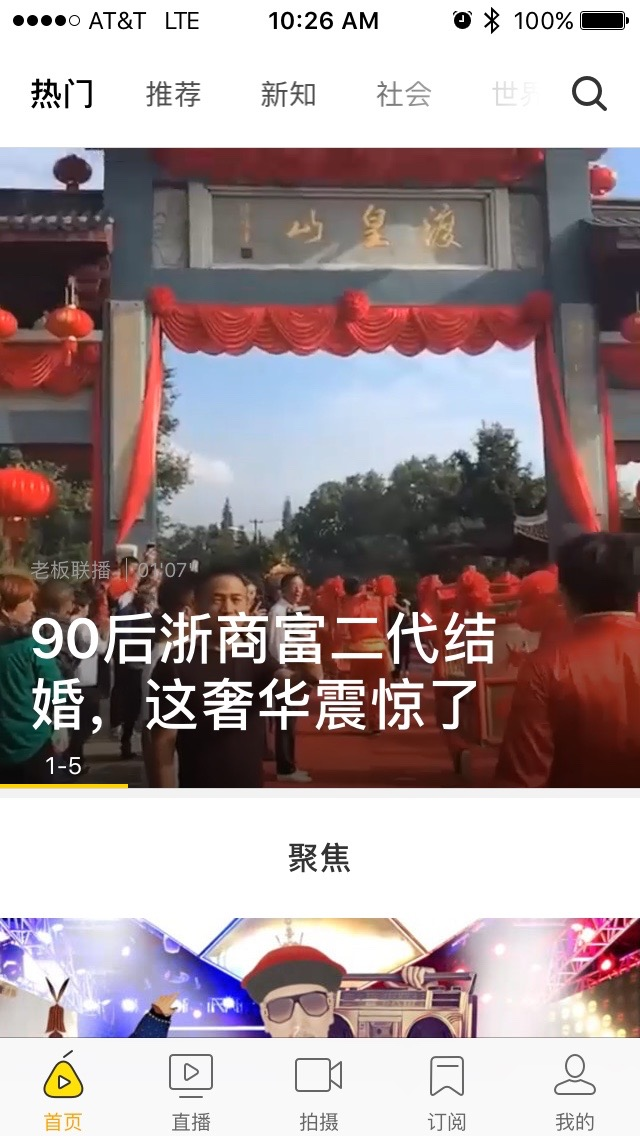 AT&T LTE 10:26 AM 100%
热门 推荐 新知 社会 世界
渡皇山
老板联播 | 01'07"
90后浙商富二代结
婚，这奢华震惊了
1-5
聚焦
首页 直播 拍摄 订阅 我的